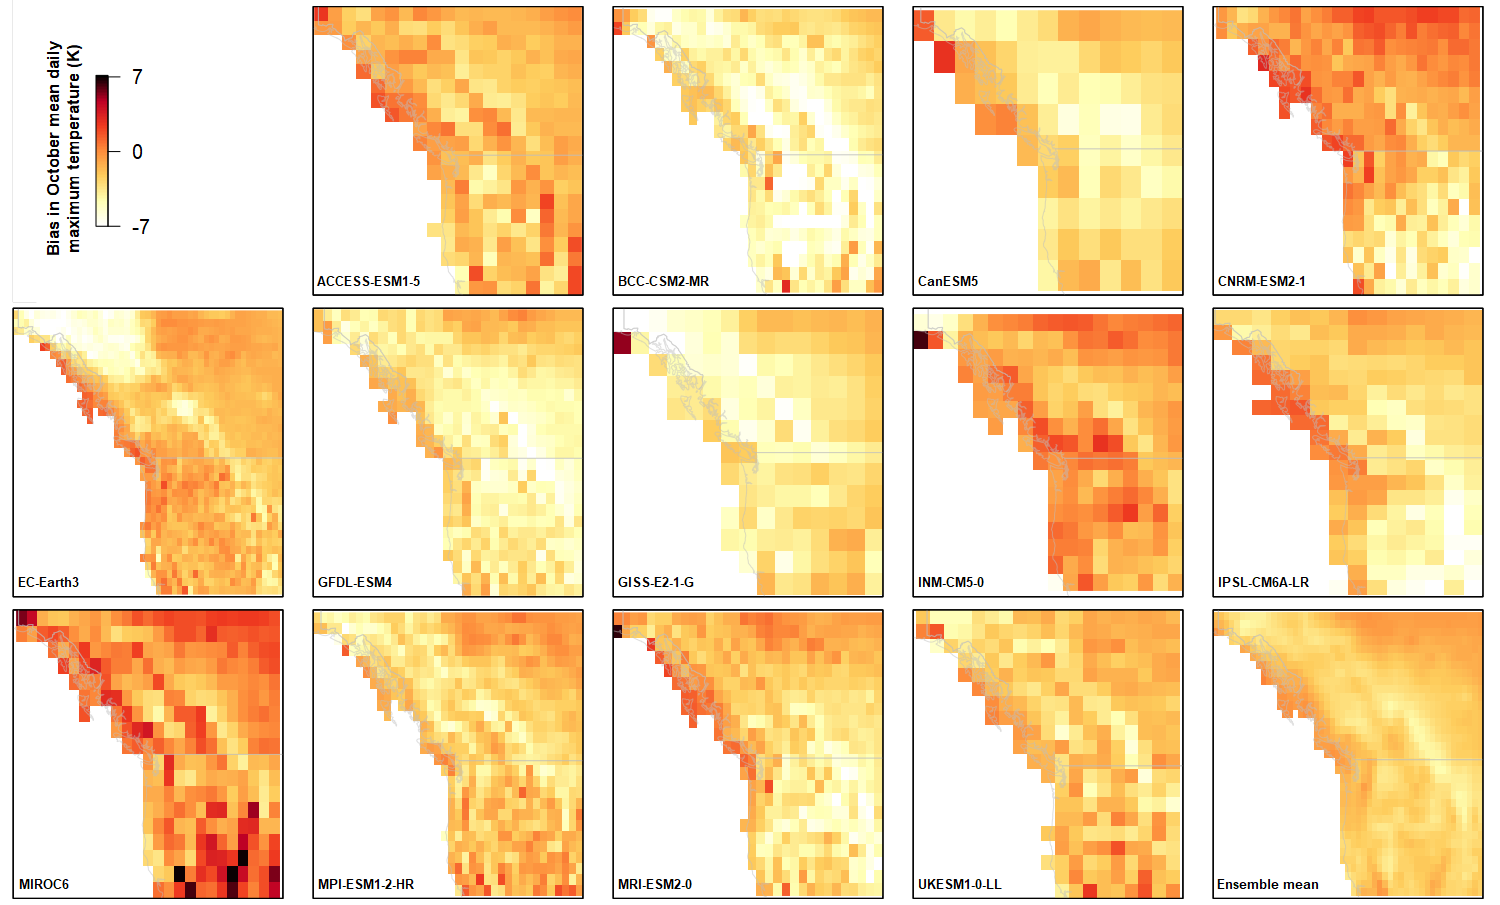 Bias in October mean daily
maximum temperature (K)
7
0
-7
ACCESS-ESM1-5
BCC-CSM2-MR
CanESM5
CNRM-ESM2-1
EC-Earth3
GFDL-ESM4
GISS-E2-1-G
INM-CM5-0
IPSL-CM6A-LR
MIROC6
MPI-ESM1-2-HR
MRI-ESM2-0
UKESM1-0-LL
Ensemble mean